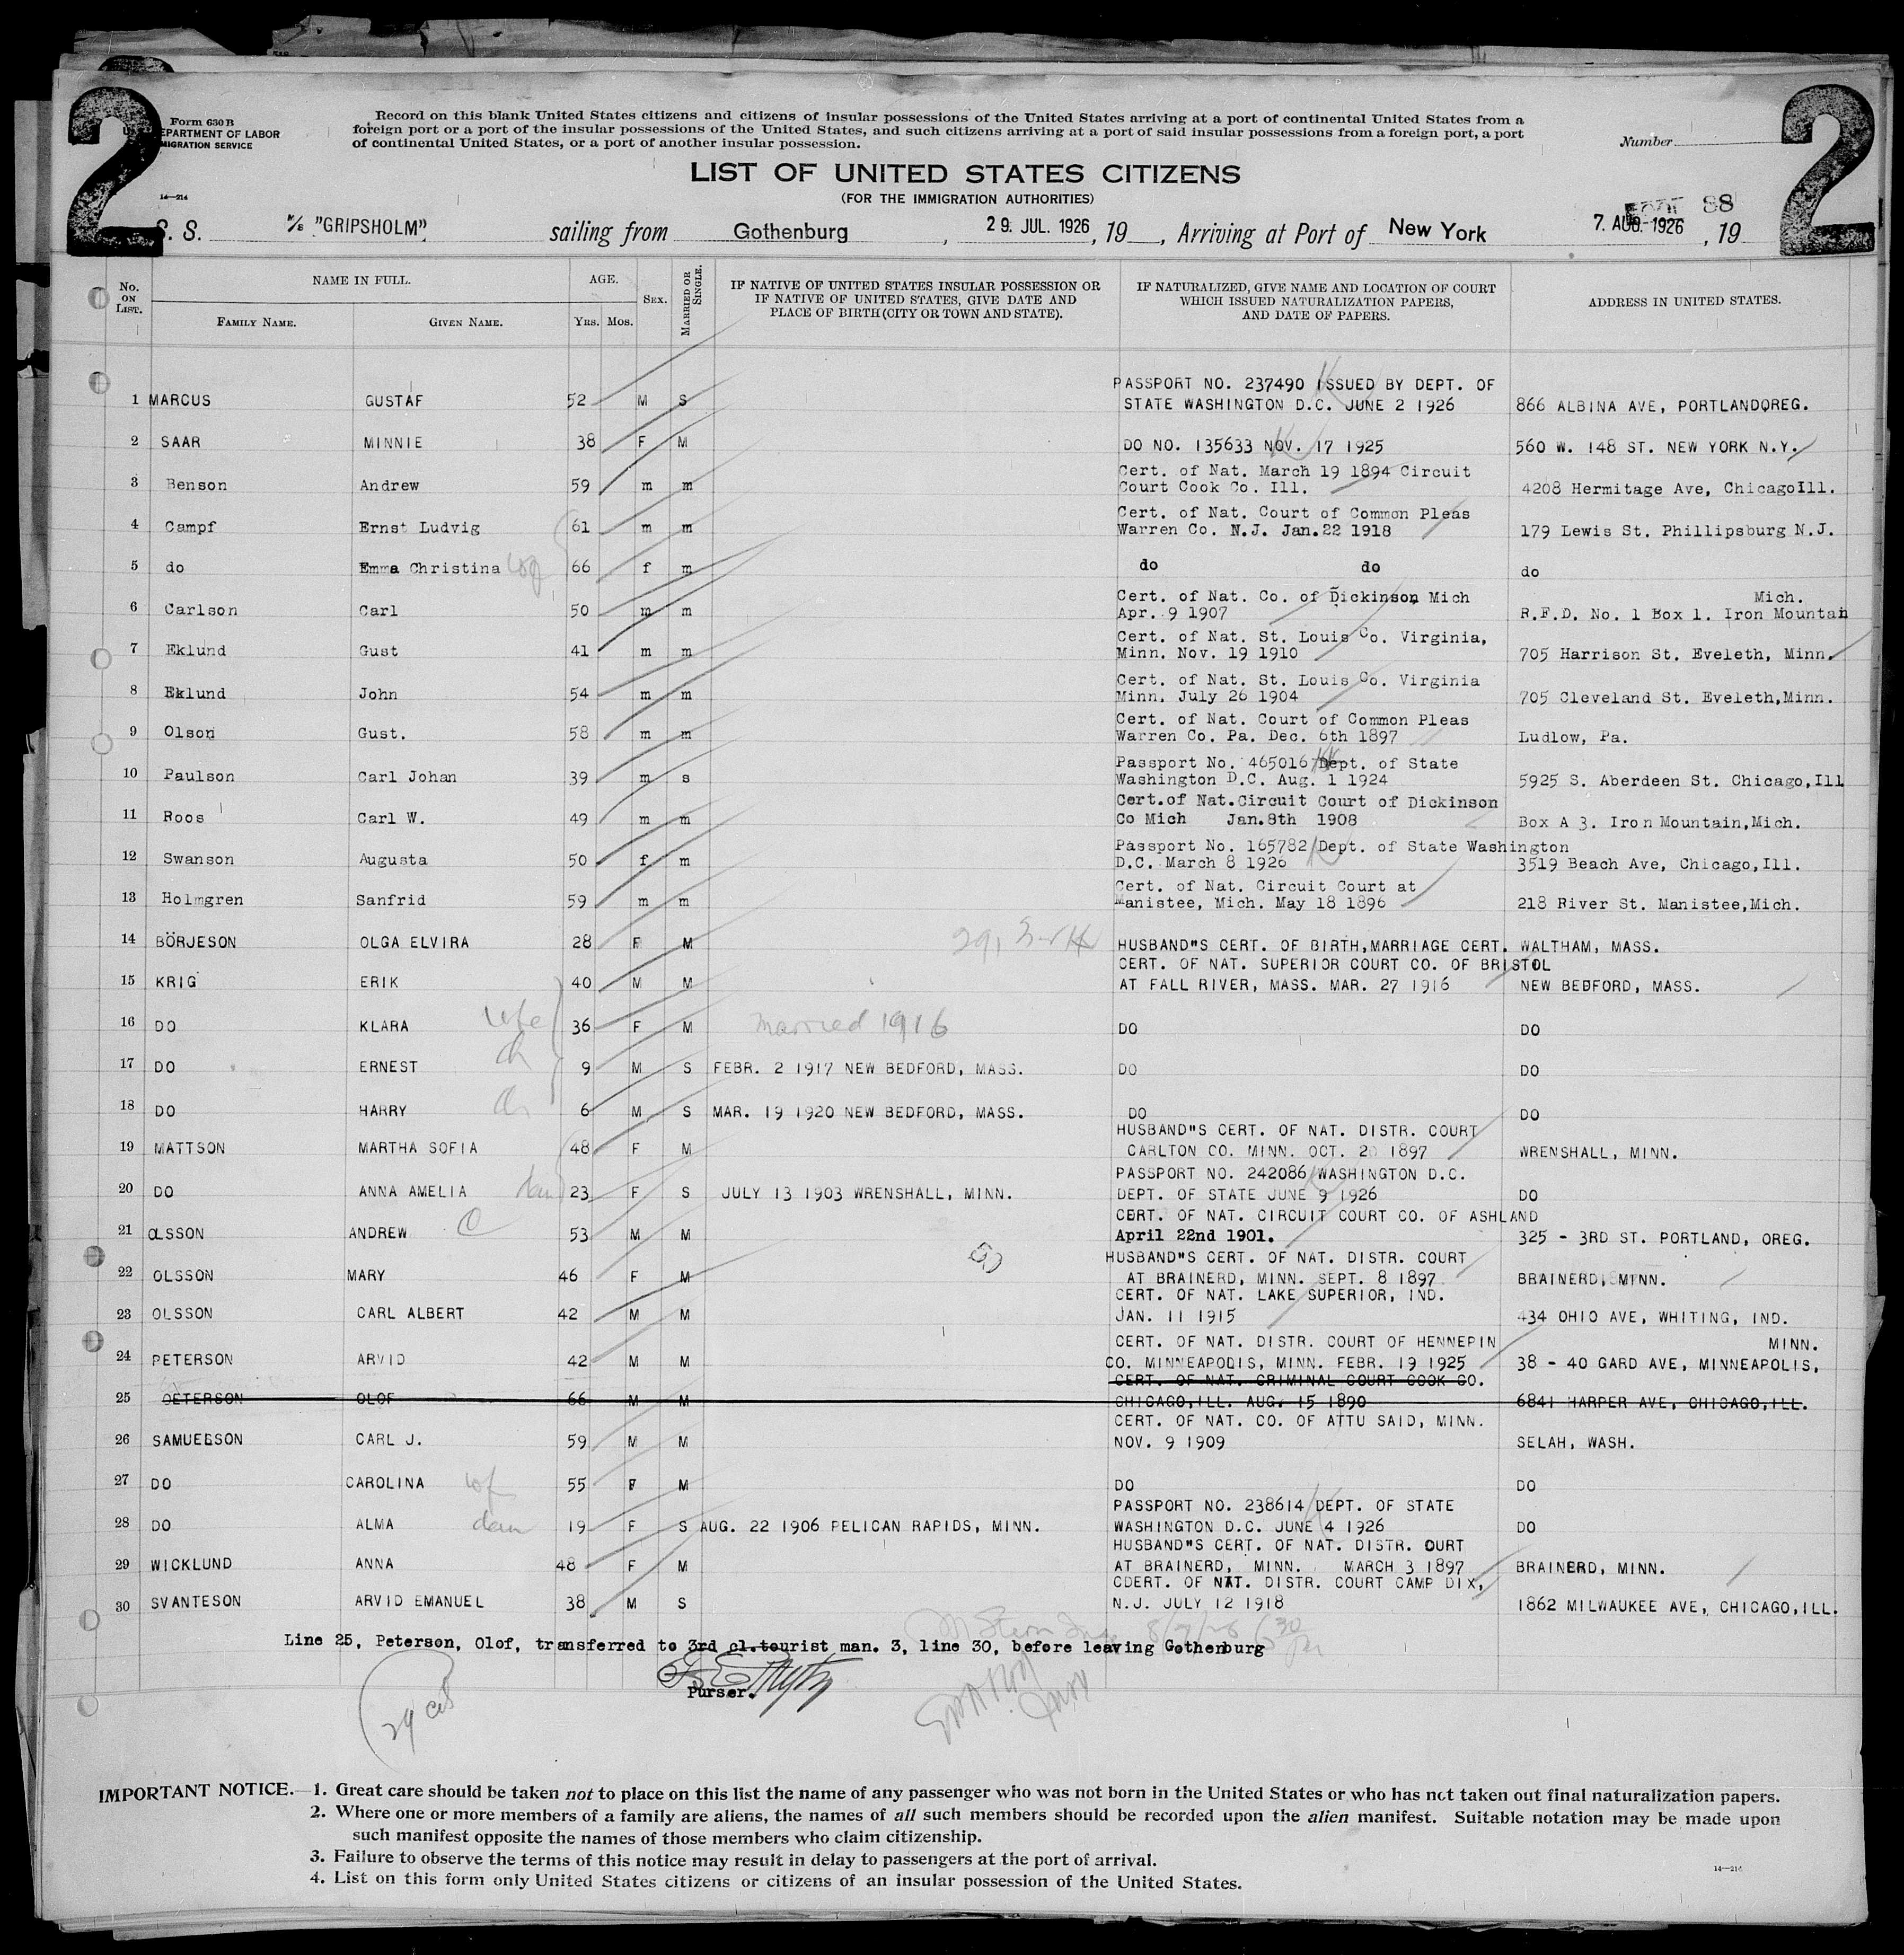 2
2
Form 630 B
DEPARTMENT OF LABOR
IMMIGRATION SERVICE
14—214
Record on this blank United States citizens and citizens of insular possessions of the United States arriving at a port of continental United States from a
foreign port or a port of the insular possessions of the United States, and such citizens arriving at a port of said insular possessions from a foreign port, a port
of continental United States, or a port of another insular possession.
Number
LIST OF UNITED STATES CITIZENS
(FOR THE IMMIGRATION AUTHORITIES)
88
S. S. M/S "GRIPSHOLM" sailing from Gothenburg, 29. JUL. 1926, 19 , Arriving at Port of New York 7. AUG. 1926, 19
No. ON LIST. NAME IN FULL. AGE. SEX. MARRIED OR SINGLE. IF NATIVE OF UNITED STATES INSULAR POSSESSION OR IF NATIVE OF UNITED STATES, GIVE DATE AND PLACE OF BIRTH (CITY OR TOWN AND STATE). IF NATURALIZED, GIVE NAME AND LOCATION OF COURT WHICH ISSUED NATURALIZATION PAPERS, AND DATE OF PAPERS. ADDRESS IN UNITED STATES.
FAMILY NAME. GIVEN NAME. YRS. MOS.
PASSPORT NO. 237490 ISSUED BY DEPT. OF
1 MARCUS GUSTAF 52 M S STATE WASHINGTON D.C. JUNE 2 1926 866 ALBINA AVE, PORTLANDOREG.
2 SAAR MINNIE 38 F M DO NO. 135633 NOV. 17 1925 560 W. 148 ST. NEW YORK N.Y.
Cert. of Nat. March 19 1894 Circuit
3 Benson Andrew 59 m m Court Cook Co. Ill. 4208 Hermitage Ave, ChicagoIll.
Cert. of Nat. Court of Common Pleas
4 Campf Ernst Ludvig 61 m m Warren Co. N.J. Jan.22 1918 179 Lewis St. Phillipsburg N.J.
5 do Emma Christina wf 66 f m do do do
Cert. of Nat. Co. of Dickinson Mich Mich.
6 Carlson Carl 50 m m Apr. 9 1907 R.F.D. No. 1 Box 1. Iron Mountain
Cert. of Nat. St. Louis Co. Virginia,
7 Eklund Gust 41 m m Minn. Nov. 19 1910 705 Harrison St. Eveleth, Minn.
Cert. of Nat. St. Louis Co. Virginia
8 Eklund John 54 m m Minn. July 26 1904 705 Cleveland St. Eveleth,Minn.
Cert. of Nat. Court of Common Pleas
9 Olson Gust. 58 m m Warren Co. Pa. Dec. 6th 1897 Ludlow, Pa.
Passport No. 465016 Dept. of State
10 Paulson Carl Johan 39 m s Washington D.C. Aug. 1 1924 5925 S. Aberdeen St. Chicago,Ill
Cert.of Nat.Circuit Court of Dickinson
11 Roos Carl W. 49 m m Co Mich Jan.8th 1908 Box A 3. Iron Mountain,Mich.
Passport No. 165782 Dept. of State Washington
12 Swanson Augusta 50 f m D.C. March 8 1926 3519 Beach Ave, Chicago,Ill.
Cert. of Nat. Circuit Court at
13 Holmgren Sanfrid 59 m m Manistee, Mich. May 18 1896 218 River St. Manistee,Mich.
14 BÖRJESON OLGA ELVIRA 28 F M HUSBAND"S CERT. OF BIRTH,MARRIAGE CERT. WALTHAM, MASS.
CERT. OF NAT. SUPERIOR COURT CO. OF BRISTOL
15 KRIG ERIK 40 M M AT FALL RIVER, MASS. MAR. 27 1916 NEW BEDFORD, MASS.
16 DO KLARA wfe 36 F M married 1916 DO DO
17 DO ERNEST ch 9 M S FEBR. 2 1917 NEW BEDFORD, MASS. DO DO
18 DO HARRY ch 6 M S MAR. 19 1920 NEW BEDFORD, MASS. DO DO
HUSBAND"S CERT. OF NAT. DISTR. COURT
19 MATTSON MARTHA SOFIA 48 F M CARLTON CO. MINN. OCT. 20 1897 WRENSHALL, MINN.
PASSPORT NO. 242086 WASHINGTON D.C.
20 DO ANNA AMELIA dau 23 F S JULY 13 1903 WRENSHALL, MINN. DEPT. OF STATE JUNE 9 1926 DO
CERT. OF NAT. CIRCUIT COURT CO. OF ASHLAND
21 OLSSON ANDREW 53 M M April 22nd 1901. 325 - 3RD ST. PORTLAND, OREG.
HUSBAND"S CERT. OF NAT. DISTR. COURT
22 OLSSON MARY 46 F M AT BRAINERD, MINN. SEPT. 8 1897 BRAINERD, MINN.
CERT. OF NAT. LAKE SUPERIOR, IND.
23 OLSSON CARL ALBERT 42 M M JAN. 11 1915 434 OHIO AVE, WHITING, IND.
CERT. OF NAT. DISTR. COURT OF HENNEPIN MINN.
24 PETERSON ARVID 42 M M CO. MINNEAPOLIS, MINN. FEBR. 19 1925 38 - 40 GARD AVE, MINNEAPOLIS,
CERT. OF NAT. CRIMINAL COURT COOK CO.
25 OETERSON OLOF 66 M M CHICAGO,ILL. AUG. 15 1890 6841 HARPER AVE, CHICAGO,ILL.
CERT. OF NAT. CO. OF ATTU SAID, MINN.
26 SAMUELSON CARL J. 59 M M NOV. 9 1909 SELAH, WASH.
27 DO CAROLINA wf 55 F M DO DO
PASSPORT NO. 238614 DEPT. OF STATE
28 DO ALMA dau 19 F S AUG. 22 1906 PELICAN RAPIDS, MINN. WASHINGTON D.C. JUNE 4 1926 DO
HUSBAND"S CERT. OF NAT. DISTR. OURT
29 WICKLUND ANNA 48 F M AT BRAINERD, MINN. MARCH 3 1897 BRAINERD, MINN.
CDERT. OF NAT. DISTR. COURT CAMP DIX,
30 SVANTESON ARVID EMANUEL 38 M S N.J. JULY 12 1918 1862 MILWAUKEE AVE, CHICAGO,ILL.
Line 25, Peterson, Olof, transferred to 3rd cl.tourist man. 3, line 30, before leaving Gothenburg
Purser.
IMPORTANT NOTICE.—1. Great care should be taken not to place on this list the name of any passenger who was not born in the United States or who has not taken out final naturalization papers.
2. Where one or more members of a family are aliens, the names of all such members should be recorded upon the alien manifest. Suitable notation may be made upon
such manifest opposite the names of those members who claim citizenship.
3. Failure to observe the terms of this notice may result in delay to passengers at the port of arrival.
4. List on this form only United States citizens or citizens of an insular possession of the United States.
14—214